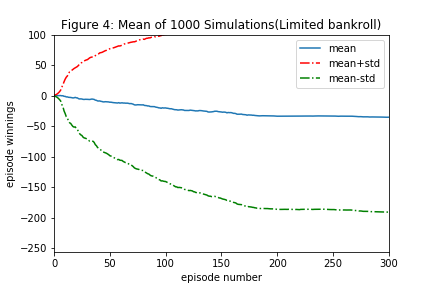 Figure 4: Mean of 1000 Simulations(Limited bankroll)
100
50
0
−50
−100
−150
−200
−250
episode winnings
mean
mean+std
mean-std
0
50
100
150
200
250
300
episode number